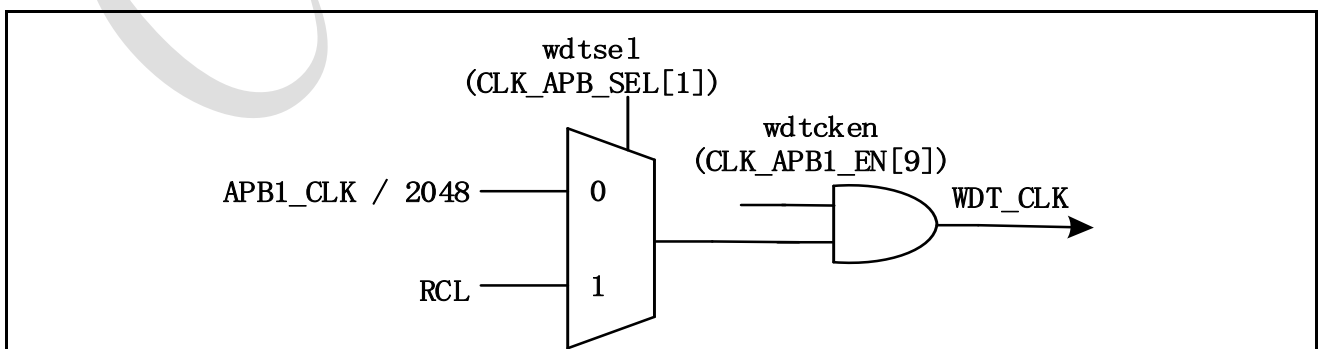 wdtsel
(CLK_APB_SEL[1])
wdtcken
(CLK_APB1_EN[9])
APB1_CLK / 2048
0
WDT_CLK
RCL
1